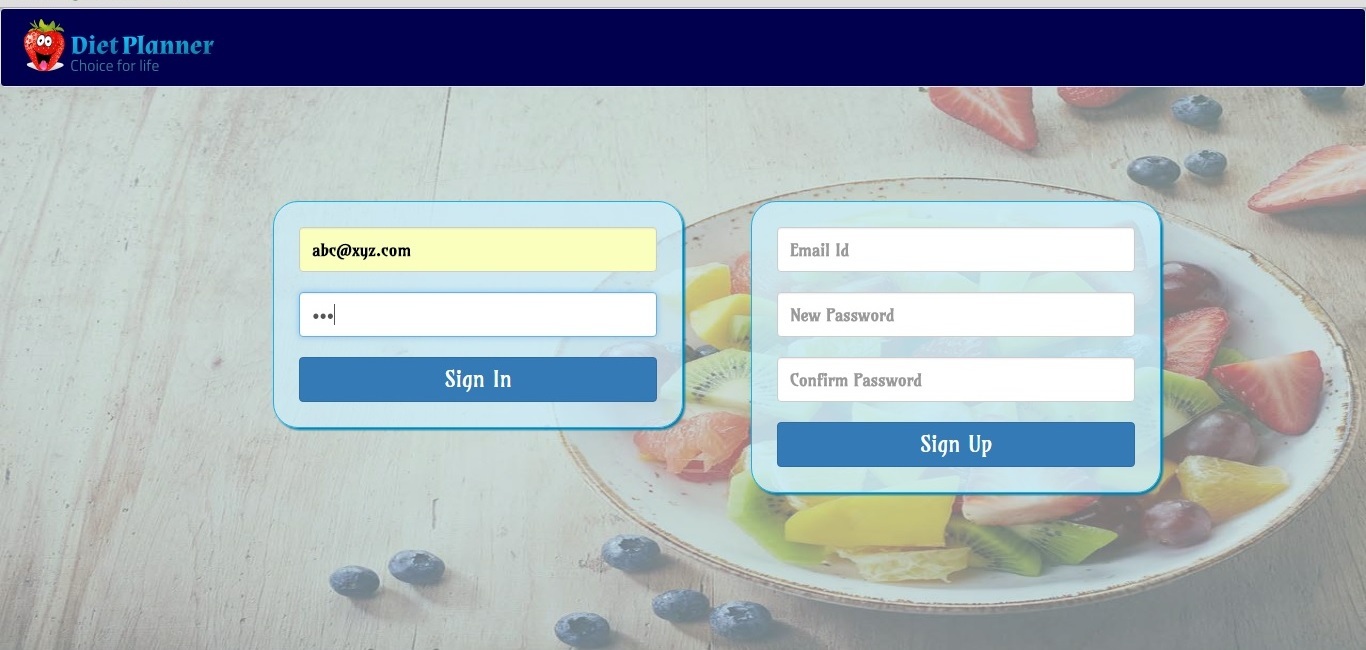 Diet Planner
Choice for life
abc@xyz.com
•••
Sign In
Email Id
New Password
Confirm Password
Sign Up